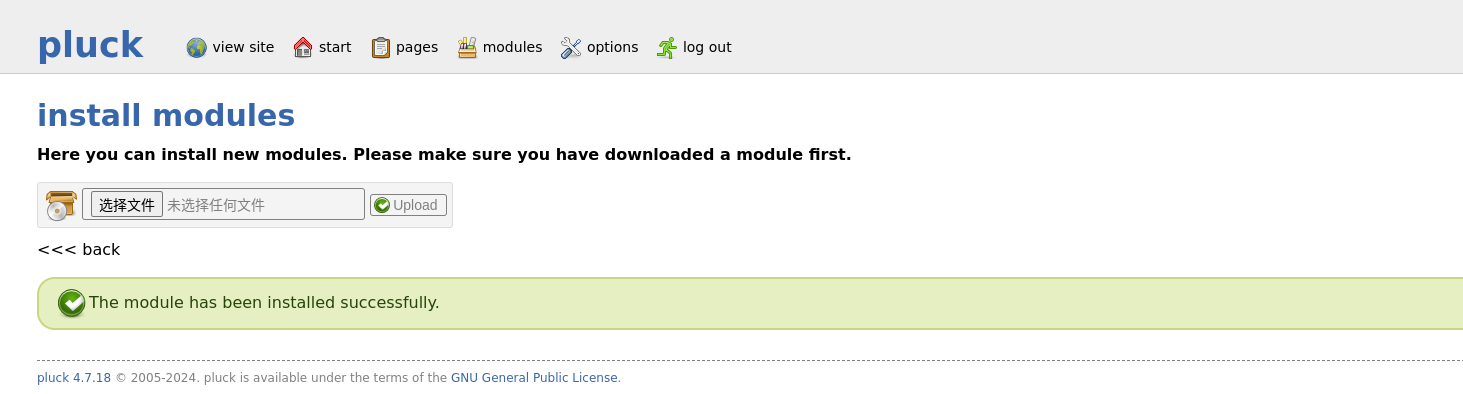 pluck view site start pages modules options log out
install modules
Here you can install new modules. Please make sure you have downloaded a module first.
选择文件 未选择任何文件 Upload
<<< back
The module has been installed successfully.
pluck 4.7.18 © 2005-2024. pluck is available under the terms of the GNU General Public License.